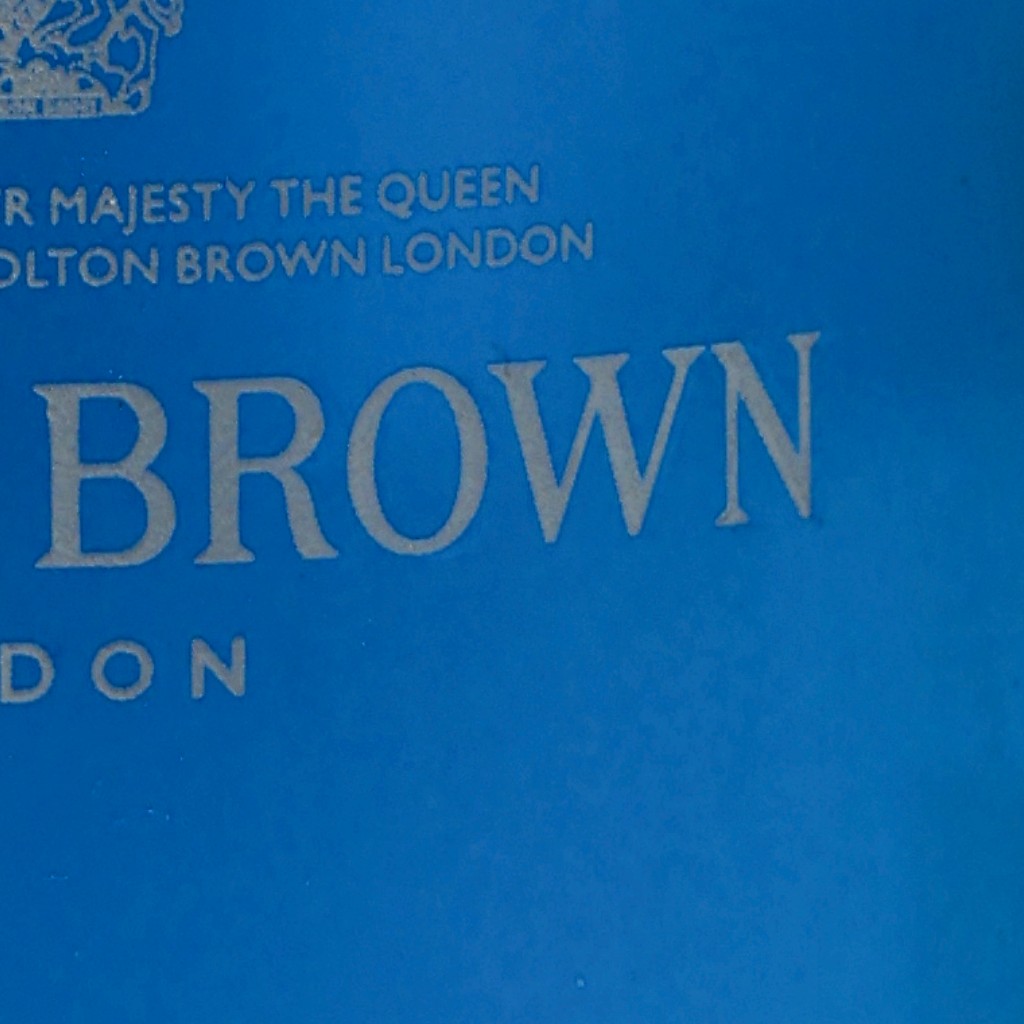 R MAJESTY THE QUEEN
OLTON BROWN LONDON
BROWN
DON